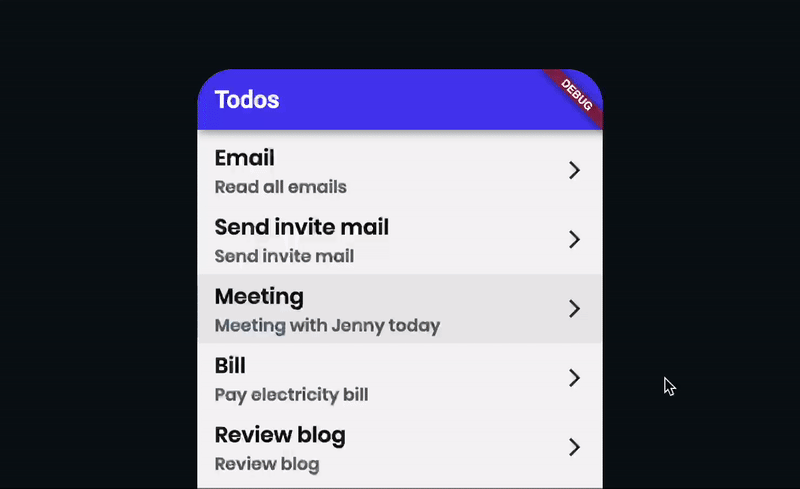 Todos
DEBUG
Email
Read all emails
Send invite mail
Send invite mail
Meeting
Meeting with Jenny today
Bill
Pay electricity bill
Review blog
Review blog